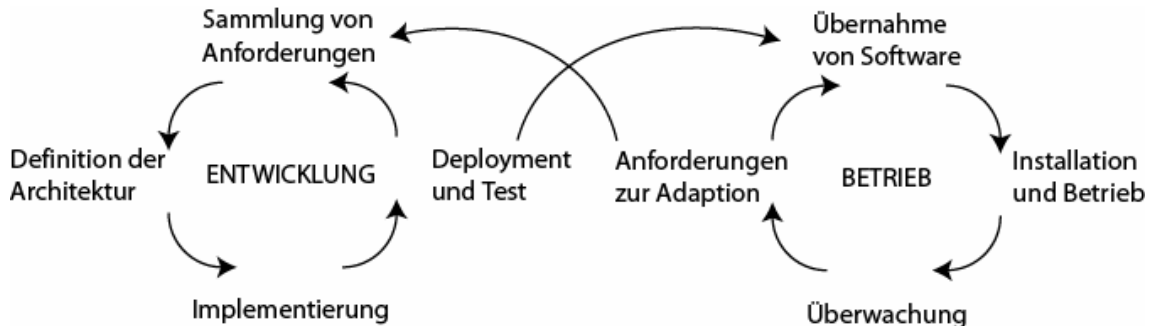 Sammlung von
Anforderungen
Übernahme
von Software
Definition der
Architektur
ENTWICKLUNG
Deployment
und Test
Anforderungen
zur Adaption
BETRIEB
Installation
und Betrieb
Implementierung
Überwachung